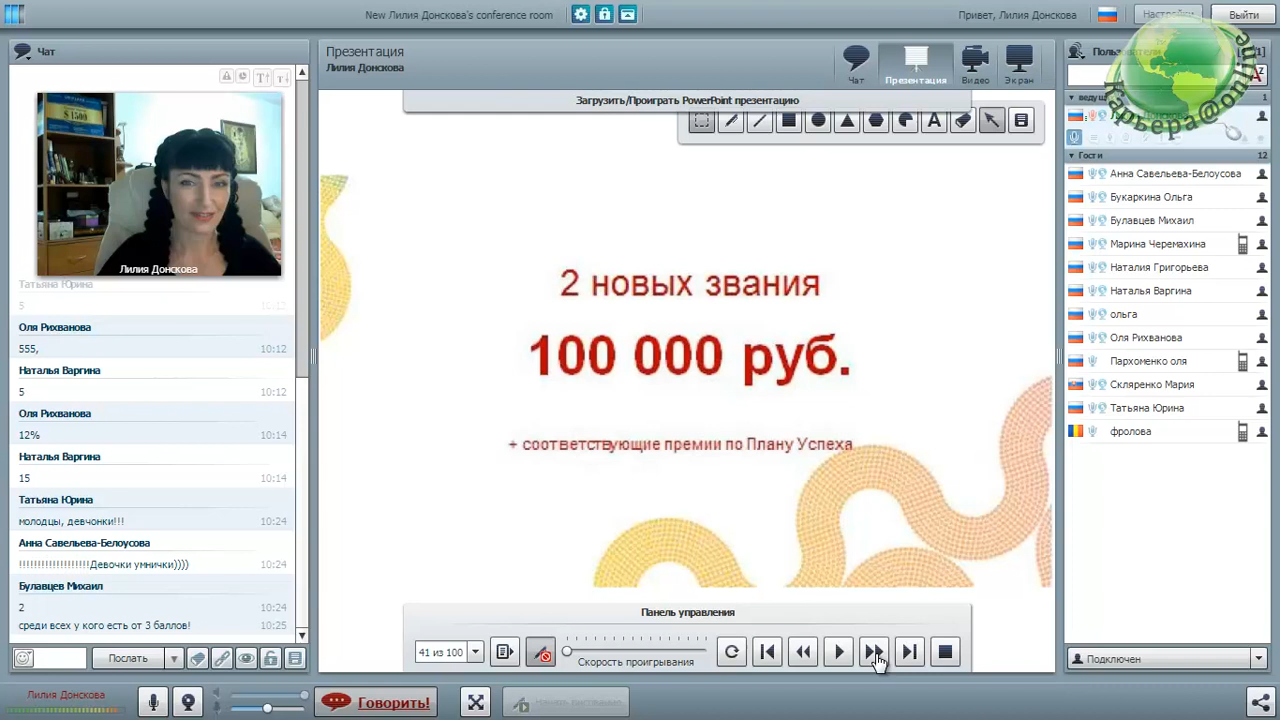 New Лилия Донскова's conference room
Привет, Лилия Донскова
Настройки
Выйти
Чат
Лилия Донскова
Татьяна Юрина
5 10:12
Оля Рихванова
555, 10:12
Наталья Варгина
5 10:12
Оля Рихванова
12% 10:14
Наталья Варгина
15 10:14
Татьяна Юрина
молодцы, девчонки!!! 10:24
Анна Савельева-Белоусова
!!!!!!!!!!!!!!!!!!!Девочки умнички)))) 10:24
Булавцев Михаил
2 10:24
среди всех у кого есть от 3 баллов! 10:25
Послать
Презентация
Лилия Донскова
Чат
Презентация
Видео
Экран
Загрузить/Проиграть PowerPoint презентацию
2 новых звания
100 000 руб.
+ соответствующие премии по Плану Успеха
Панель управления
41 из 100
Скорость проигрывания
Карьера@online
1
Гости 12
Анна Савельева-Белоусова
Букаркина Ольга
Булавцев Михаил
Марина Черемахина
Наталия Григорьева
Наталья Варгина
ольга
Оля Рихванова
Пархоменко оля
Скляренко Мария
Татьяна Юрина
фролова
Подключен
Лилия Донскова
Говорить!